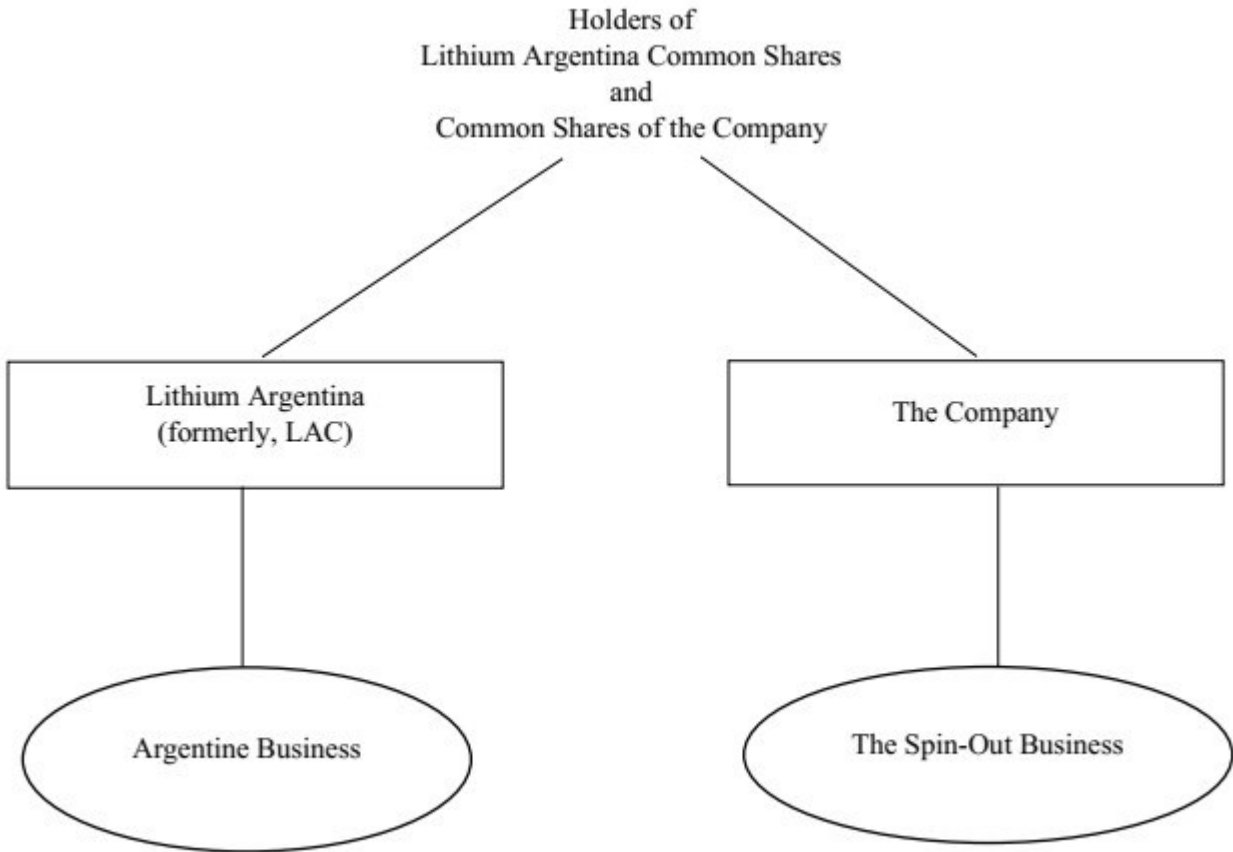 Holders of
Lithium Argentina Common Shares
and
Common Shares of the Company
Lithium Argentina
(formerly, LAC)
The Company
Argentine Business
The Spin-Out Business